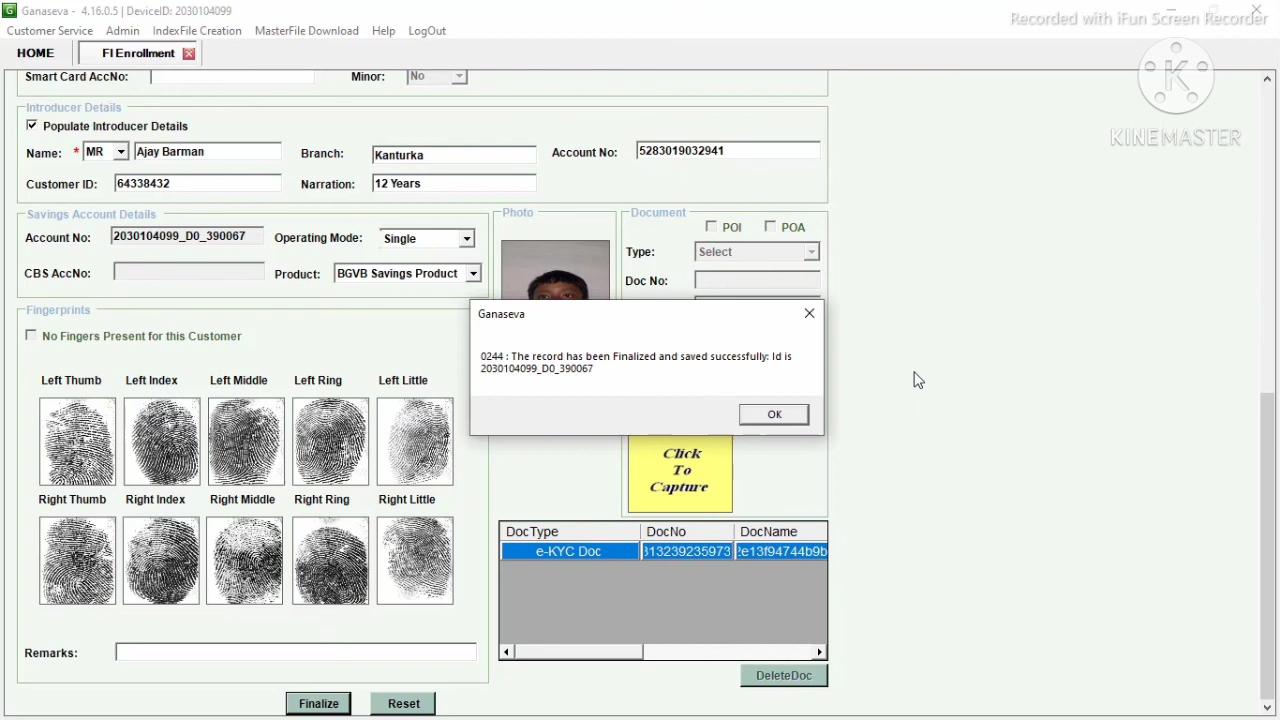 Ganaseva - 4.16.0.5 | DeviceID: 2030104099
Recorded with iFun Screen Recorder
Customer Service Admin IndexFile Creation MasterFile Download Help LogOut
HOME FI Enrollment
Smart Card AccNo: Minor: No
KINEMASTER
Introducer Details
Populate Introducer Details
Name: * MR Ajay Barman Branch: Kanturka Account No: 5283019032941
Customer ID: 64338432 Narration: 12 Years
Savings Account Details Photo Document
POI POA
Account No: 2030104099_D0_390067 Operating Mode: Single Type: Select
CBS AccNo: Product: BGVB Savings Product Doc No:
Fingerprints
No Fingers Present for this Customer
Ganaseva
0244 : The record has been Finalized and saved successfully: Id is
2030104099_D0_390067
OK
Left Thumb Left Index Left Middle Left Ring Left Little
Click
To
Capture
Right Thumb Right Index Right Middle Right Ring Right Little
DocType DocNo DocName
e-KYC Doc 313239235973 2e13f94744b9b
Remarks:
DeleteDoc
Finalize Reset